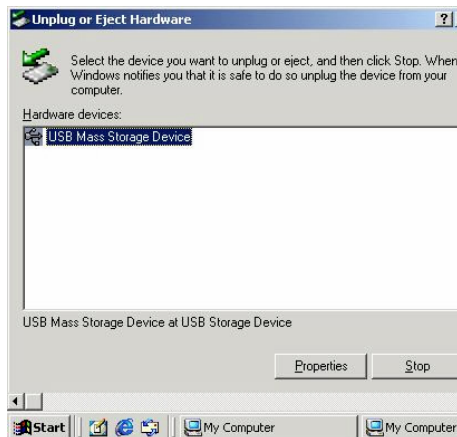 Unplug or Eject Hardware
?
Select the device you want to unplug or eject, and then click Stop. When
Windows notifies you that it is safe to do so unplug the device from your
computer.
Hardware devices:
USB Mass Storage Device
USB Mass Storage Device at USB Storage Device
Properties
Stop
Start
My Computer
My Computer